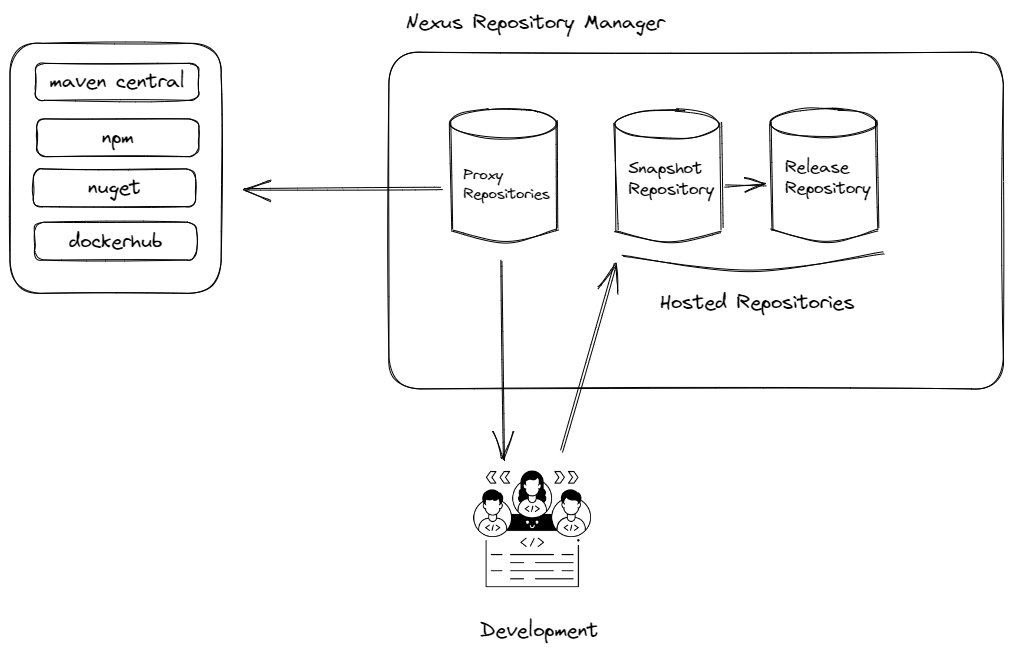 Nexus Repository Manager
maven central
npm
nuget
dockerhub
Proxy
Repositories
Snapshot
Repository
Release
Repository
Hosted Repositories
</>
</>
</>
</>
Development